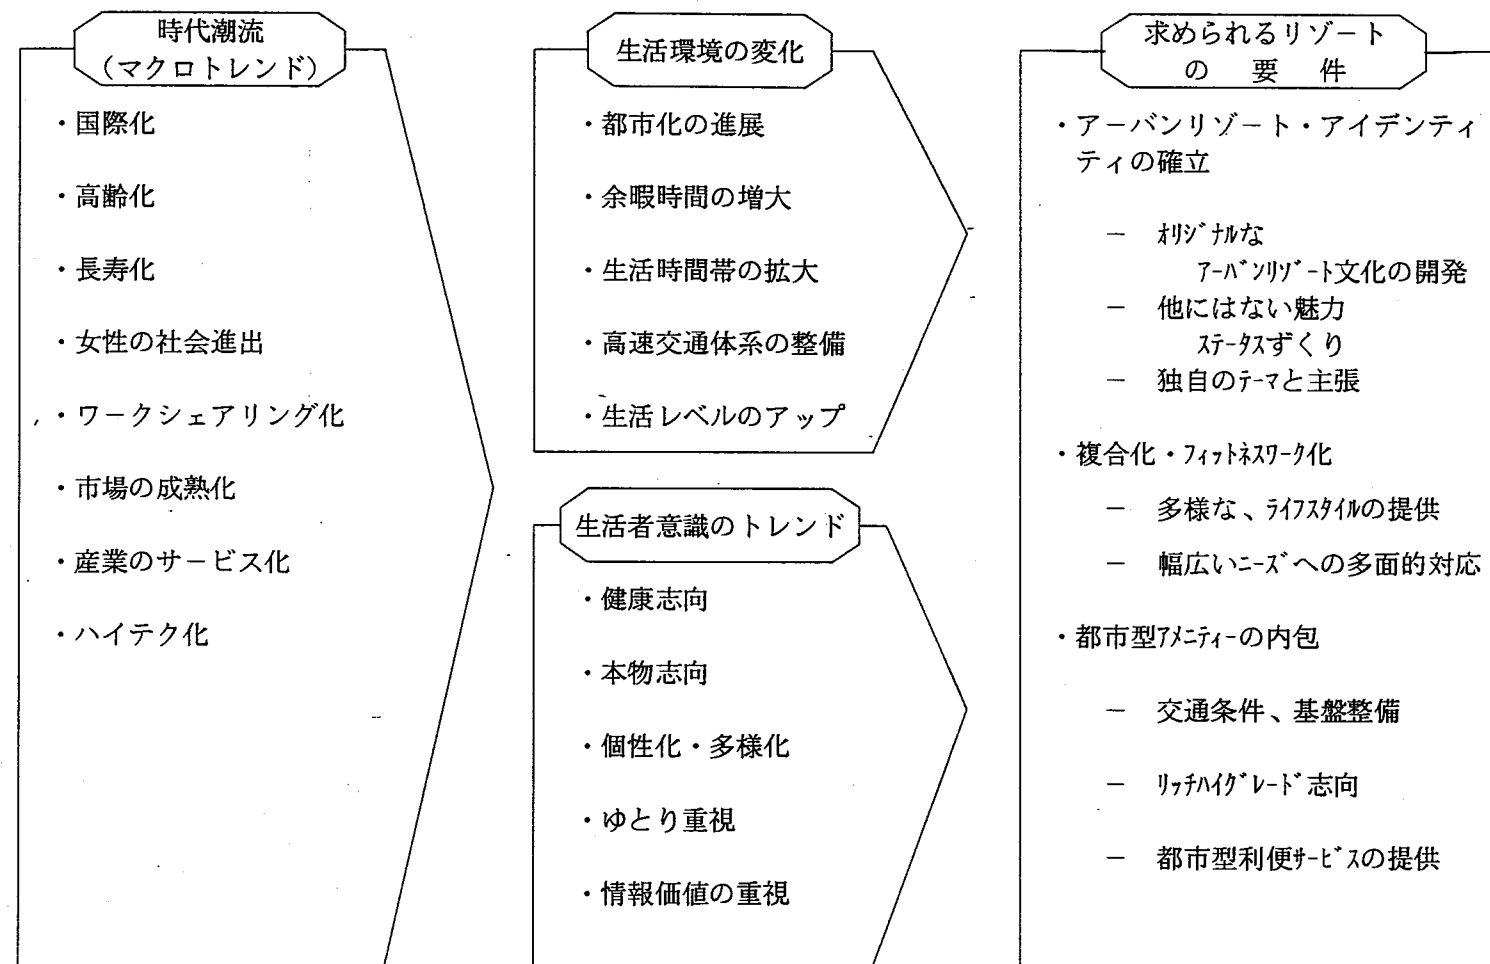 時代潮流
（マクロトレンド）
・国際化
・高齢化
・長寿化
・女性の社会進出
・ワークシェアリング化
・市場の成熟化
・産業のサービス化
・ハイテク化
生活環境の変化
・都市化の進展
・余暇時間の増大
・生活時間帯の拡大
・高速交通体系の整備
・生活レベルのアップ
生活者意識のトレンド
・健康志向
・本物志向
・個性化・多様化
・ゆとり重視
・情報価値の重視
求められるリゾート
の 要 件
・アーバンリゾート・アイデンティ
ティの確立
－ ｵﾘｼﾞﾅﾙな
ｱｰﾊﾞﾝﾘｿﾞｰﾄ文化の開発
－ 他にはない魅力
ｽﾃｰﾀｽずくり
－ 独自のﾃｰﾏと主張
・複合化・ﾌｨｯﾄﾈｽﾜｰｸ化
－ 多様な、ﾗｲﾌｽﾀｲﾙの提供
－ 幅広いﾆｰｽﾞへの多面的対応
・都市型ｱﾒﾆﾃｨｰの内包
－ 交通条件、基盤整備
－ ﾘｯﾁﾊｲｸﾞﾚｰﾄﾞ志向
－ 都市型利便ｻｰﾋﾞｽの提供